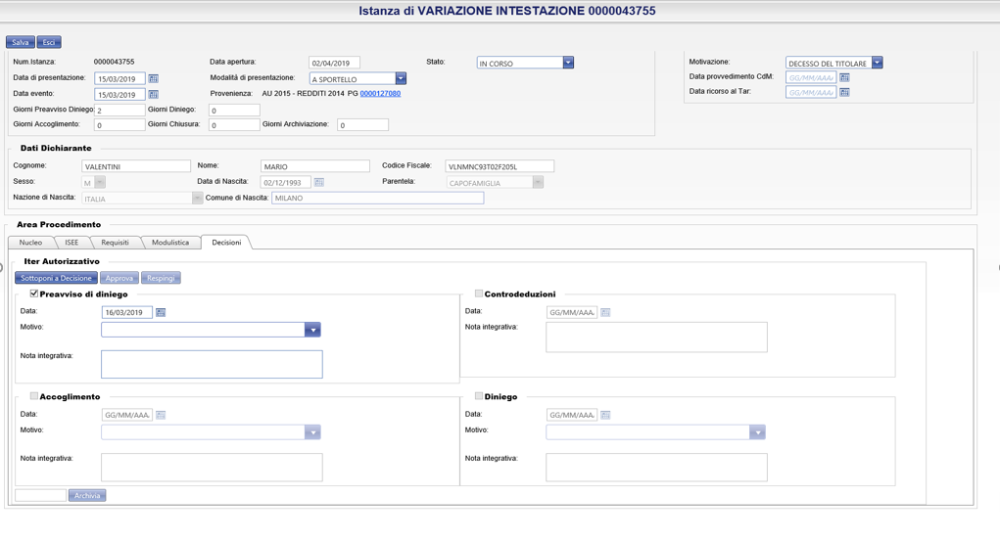 Istanza di VARIAZIONE INTESTAZIONE 0000043755
Salva Esci
Num.Istanza: 0000043755 Data apertura: 02/04/2019 Stato: IN CORSO Motivazione: DECESSO DEL TITOLARE
Data di presentazione: 15/03/2019 Modalità di presentazione: A SPORTELLO Data provvedimento CdM: GG/MM/AAAA
Data evento: 15/03/2019 Provenienza: AU 2015 - REDDITI 2014 PG 0000127080 Data ricorso al Tar: GG/MM/AAAA
Giorni Preavviso Diniego: 2 Giorni Diniego: 0
Giorni Accoglimento: 0 Giorni Chiusura: 0 Giorni Archiviazione: 0
Dati Dichiarante
Cognome: VALENTINI Nome: MARIO Codice Fiscale: VLNMNC93T02F205L
Sesso: M Data di Nascita: 02/12/1993 Parentela: CAPOFAMIGLIA
Nazione di Nascita: ITALIA Comune di Nascita: MILANO
Area Procedimento
Nucleo ISEE Requisiti Modulistica Decisioni
Iter Autorizzativo
Sottoponi a Decisione Approva Respingi
Preavviso di diniego Controdeduzioni
Data: 16/03/2019 Data: GG/MM/AAA
Motivo: Nota integrativa:
Nota integrativa:
Accoglimento Diniego
Data: GG/MM/AAA Data: GG/MM/AAA
Motivo: Motivo:
Nota integrativa: Nota integrativa:
Archivia